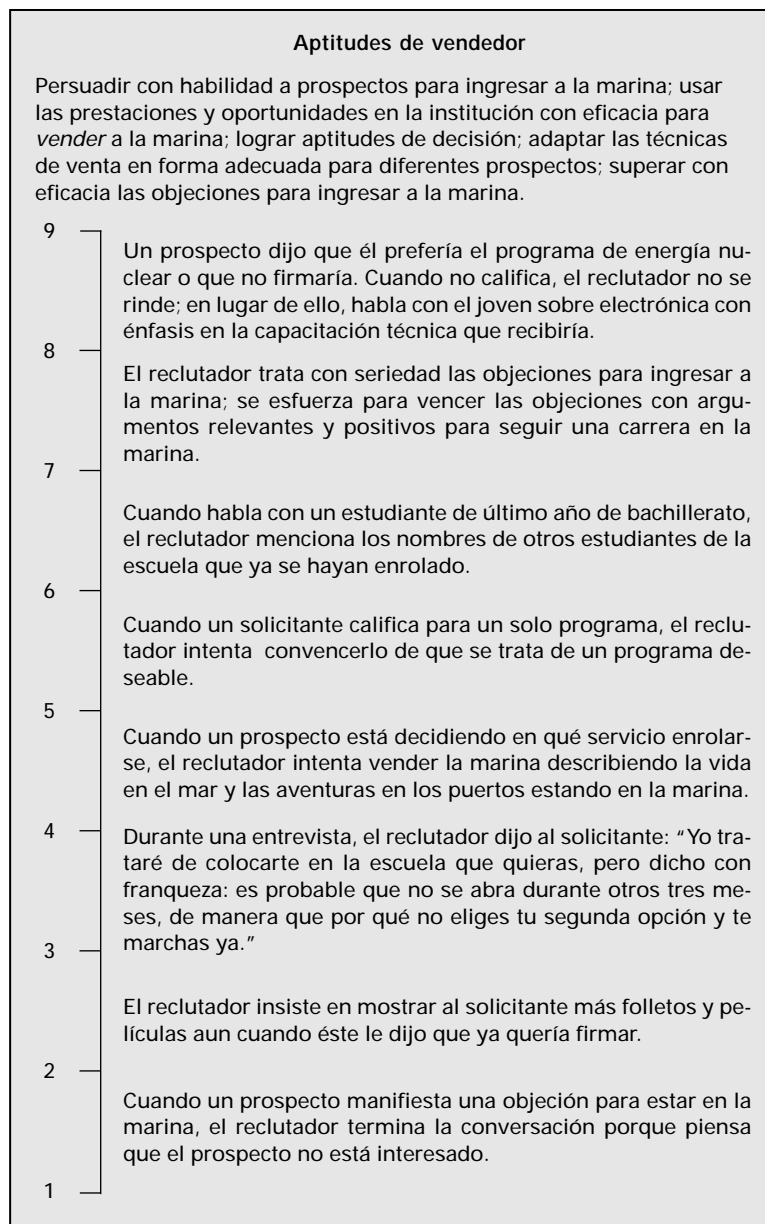 Aptitudes de vendedor
Persuadir con habilidad a prospectos para ingresar a la marina; usar
las prestaciones y oportunidades en la institución con eficacia para
vender a la marina; lograr aptitudes de decisión; adaptar las técnicas
de venta en forma adecuada para diferentes prospectos; superar con
eficacia las objeciones para ingresar a la marina.
9
Un prospecto dijo que él prefería el programa de energía nu-
clear o que no firmaría. Cuando no califica, el reclutador no se
rinde; en lugar de ello, habla con el joven sobre electrónica con
énfasis en la capacitación técnica que recibiría.
8
El reclutador trata con seriedad las objeciones para ingresar a
la marina; se esfuerza para vencer las objeciones con argu-
mentos relevantes y positivos para seguir una carrera en la
marina.
7
Cuando habla con un estudiante de último año de bachillerato,
el reclutador menciona los nombres de otros estudiantes de la
escuela que ya se hayan enrolado.
6
Cuando un solicitante califica para un solo programa, el reclu-
tador intenta convencerlo de que se trata de un programa de-
seable.
5
Cuando un prospecto está decidiendo en qué servicio enrolar-
se, el reclutador intenta vender la marina describiendo la vida
en el mar y las aventuras en los puertos estando en la marina.
4
Durante una entrevista, el reclutador dijo al solicitante: “Yo tra-
taré de colocarte en la escuela que quieras, pero dicho con
franqueza: es probable que no se abra durante otros tres me-
ses, de manera que por qué no eliges tu segunda opción y te
marchas ya.”
3
El reclutador insiste en mostrar al solicitante más folletos y pe-
lículas aun cuando éste le dijo que ya quería firmar.
2
Cuando un prospecto manifiesta una objeción para estar en la
marina, el reclutador termina la conversación porque piensa
que el prospecto no está interesado.
1